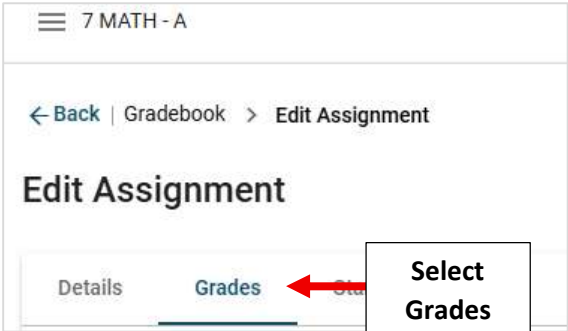 7 MATH - A
Back | Gradebook > Edit Assignment
Edit Assignment
Details Grades
Select
Grades